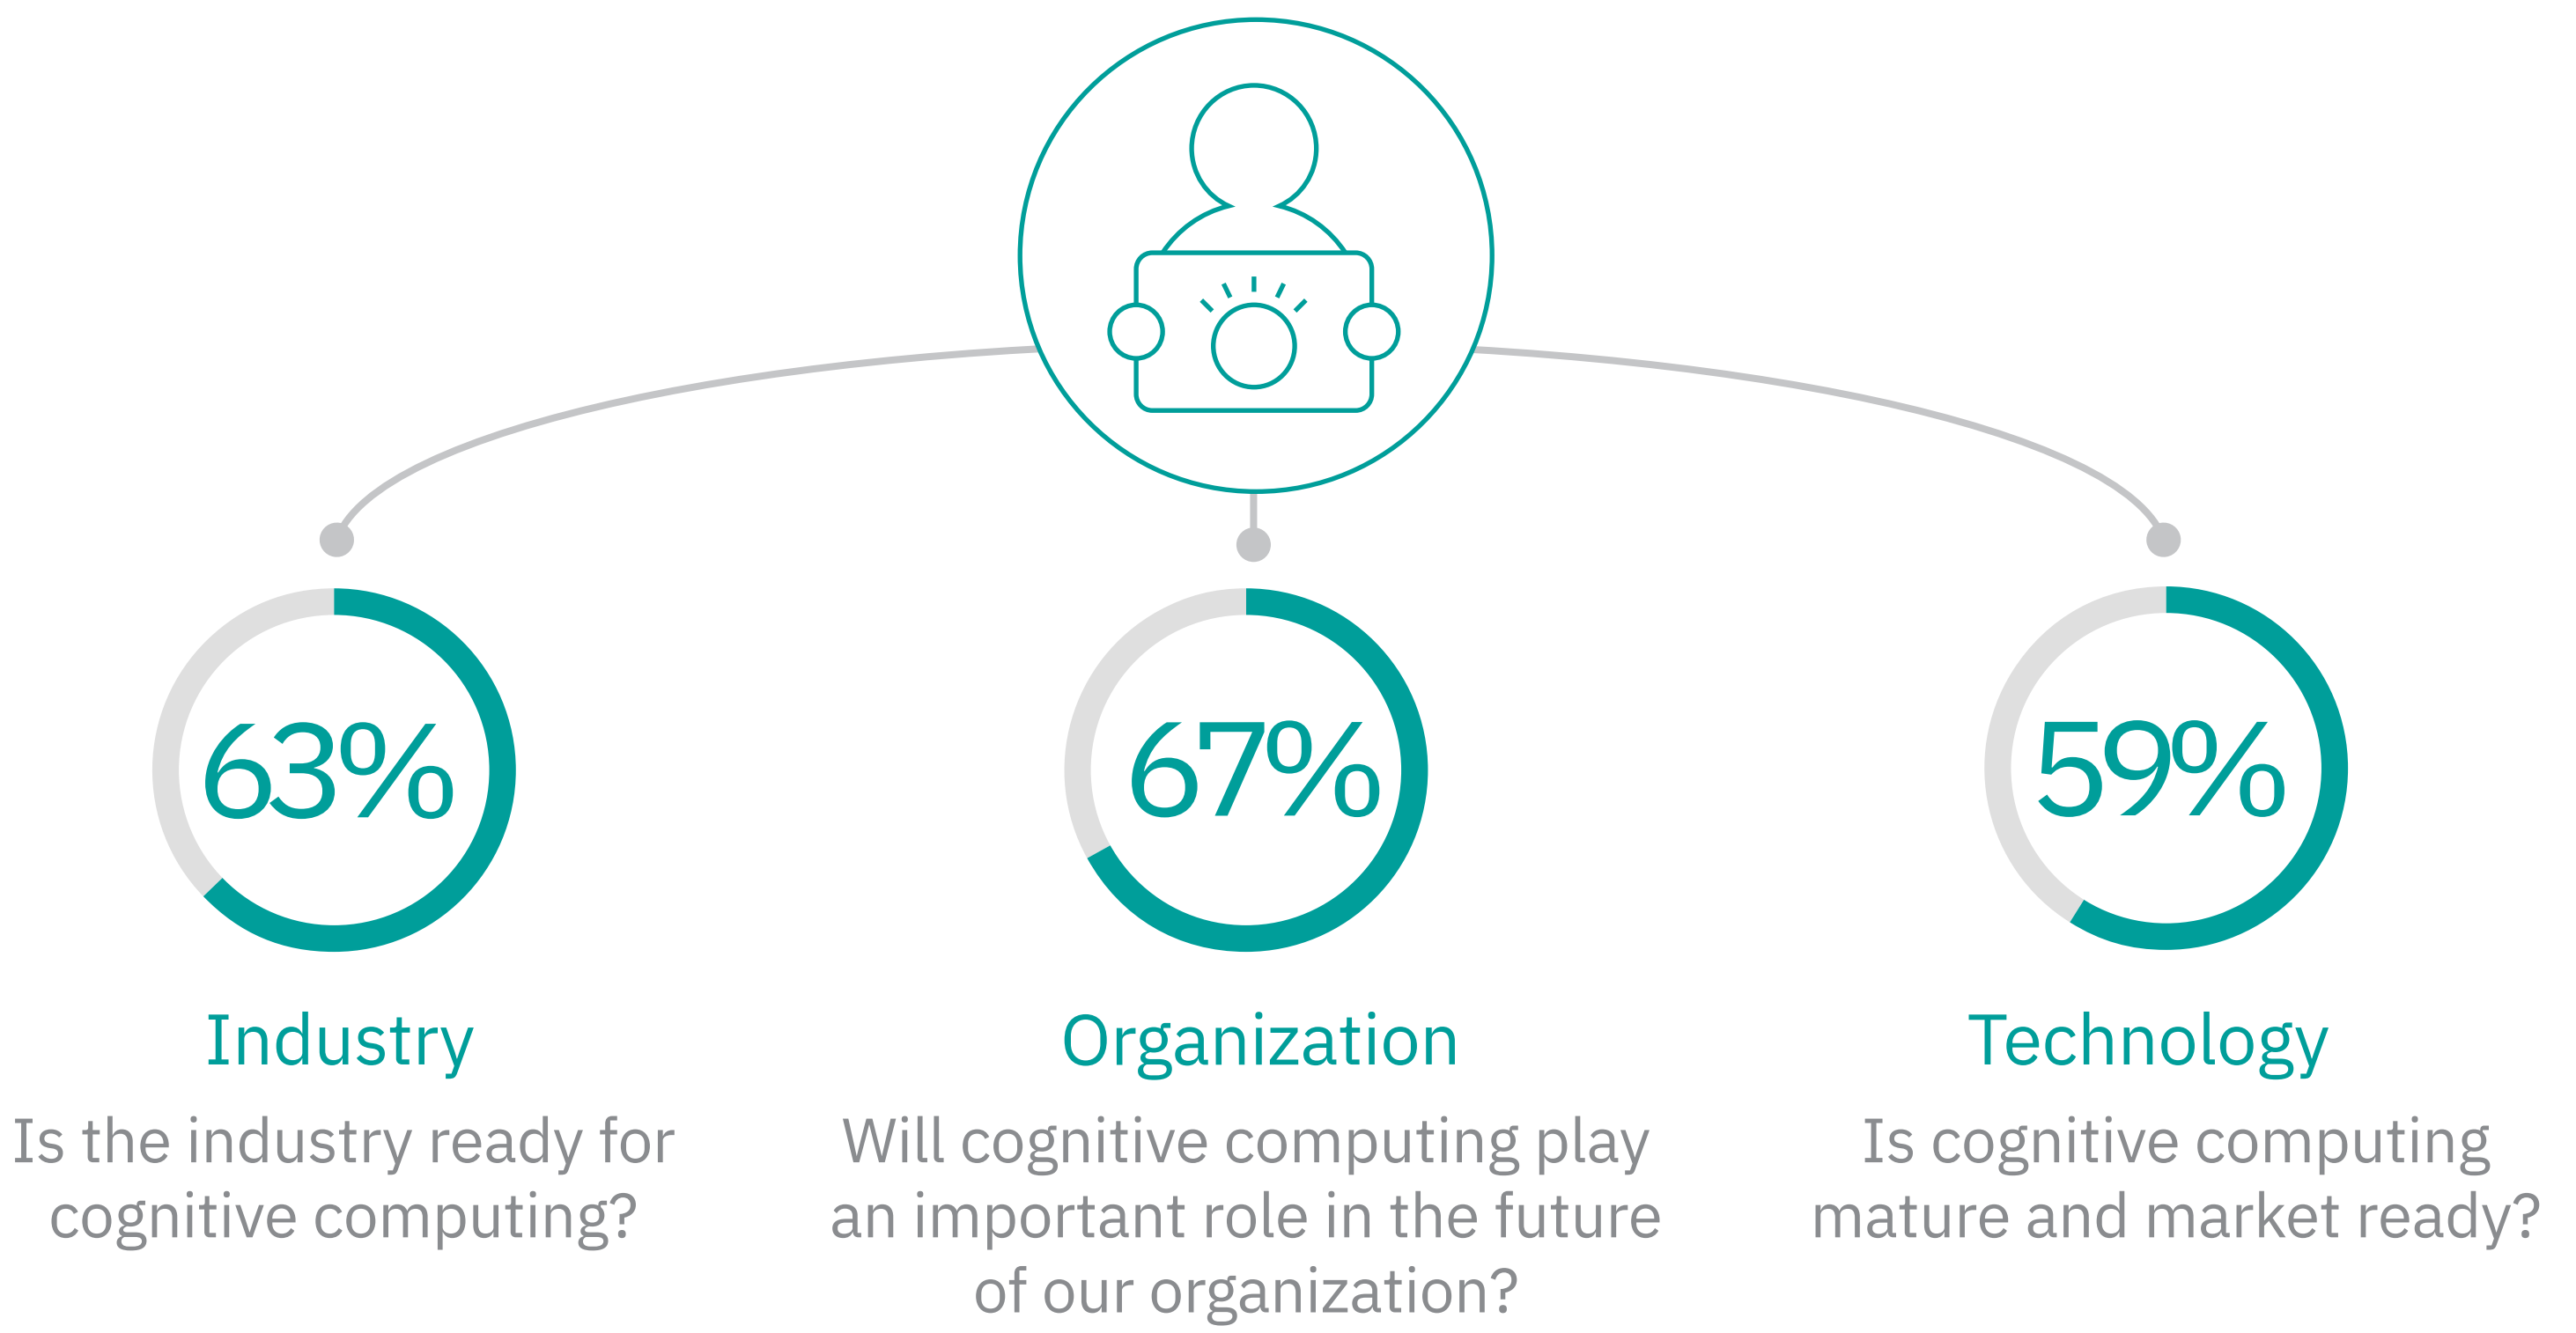 63%
Industry
Is the industry ready for
cognitive computing?
67%
Organization
Will cognitive computing play
an important role in the future
of our organization?
59%
Technology
Is cognitive computing
mature and market ready?